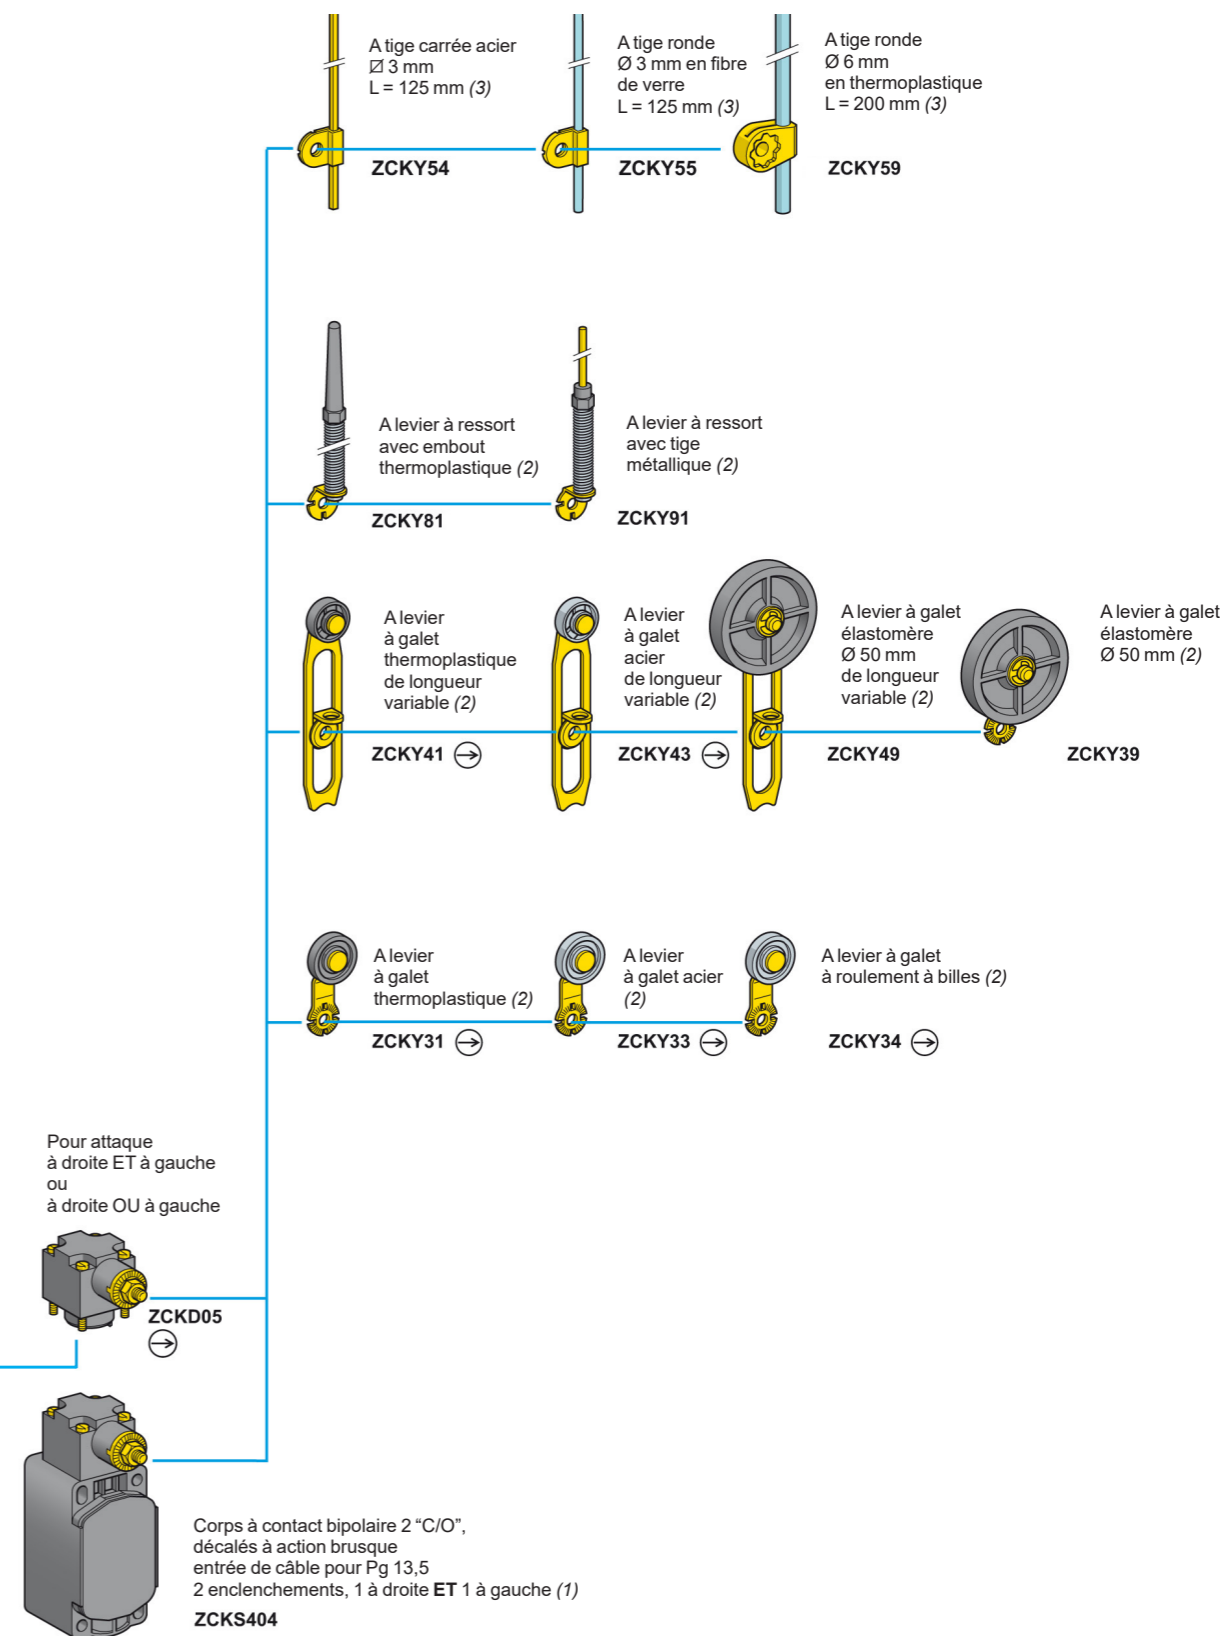 A tige carrée acier
⌀ 3 mm
L = 125 mm (3)
ZCKY54
A tige ronde
Ø 3 mm en fibre
de verre
L = 125 mm (3)
ZCKY55
A tige ronde
Ø 6 mm
en thermoplastique
L = 200 mm (3)
ZCKY59
A levier à ressort
avec embout
thermoplastique (2)
ZCKY81
A levier à ressort
avec tige
métallique (2)
ZCKY91
A levier
à galet
thermoplastique
de longueur
variable (2)
ZCKY41
A levier
à galet
acier
de longueur
variable (2)
ZCKY43
A levier à galet
élastomère
Ø 50 mm
de longueur
variable (2)
ZCKY49
A levier à galet
élastomère
Ø 50 mm (2)
ZCKY39
A levier
à galet
thermoplastique (2)
ZCKY31
A levier
à galet acier
(2)
ZCKY33
A levier à galet
à roulement à billes (2)
ZCKY34
Pour attaque
à droite ET à gauche
ou
à droite OU à gauche
ZCKD05
Corps à contact bipolaire 2 “C/O”,
décalés à action brusque
entrée de câble pour Pg 13,5
2 enclenchements, 1 à droite ET 1 à gauche (1)
ZCKS404